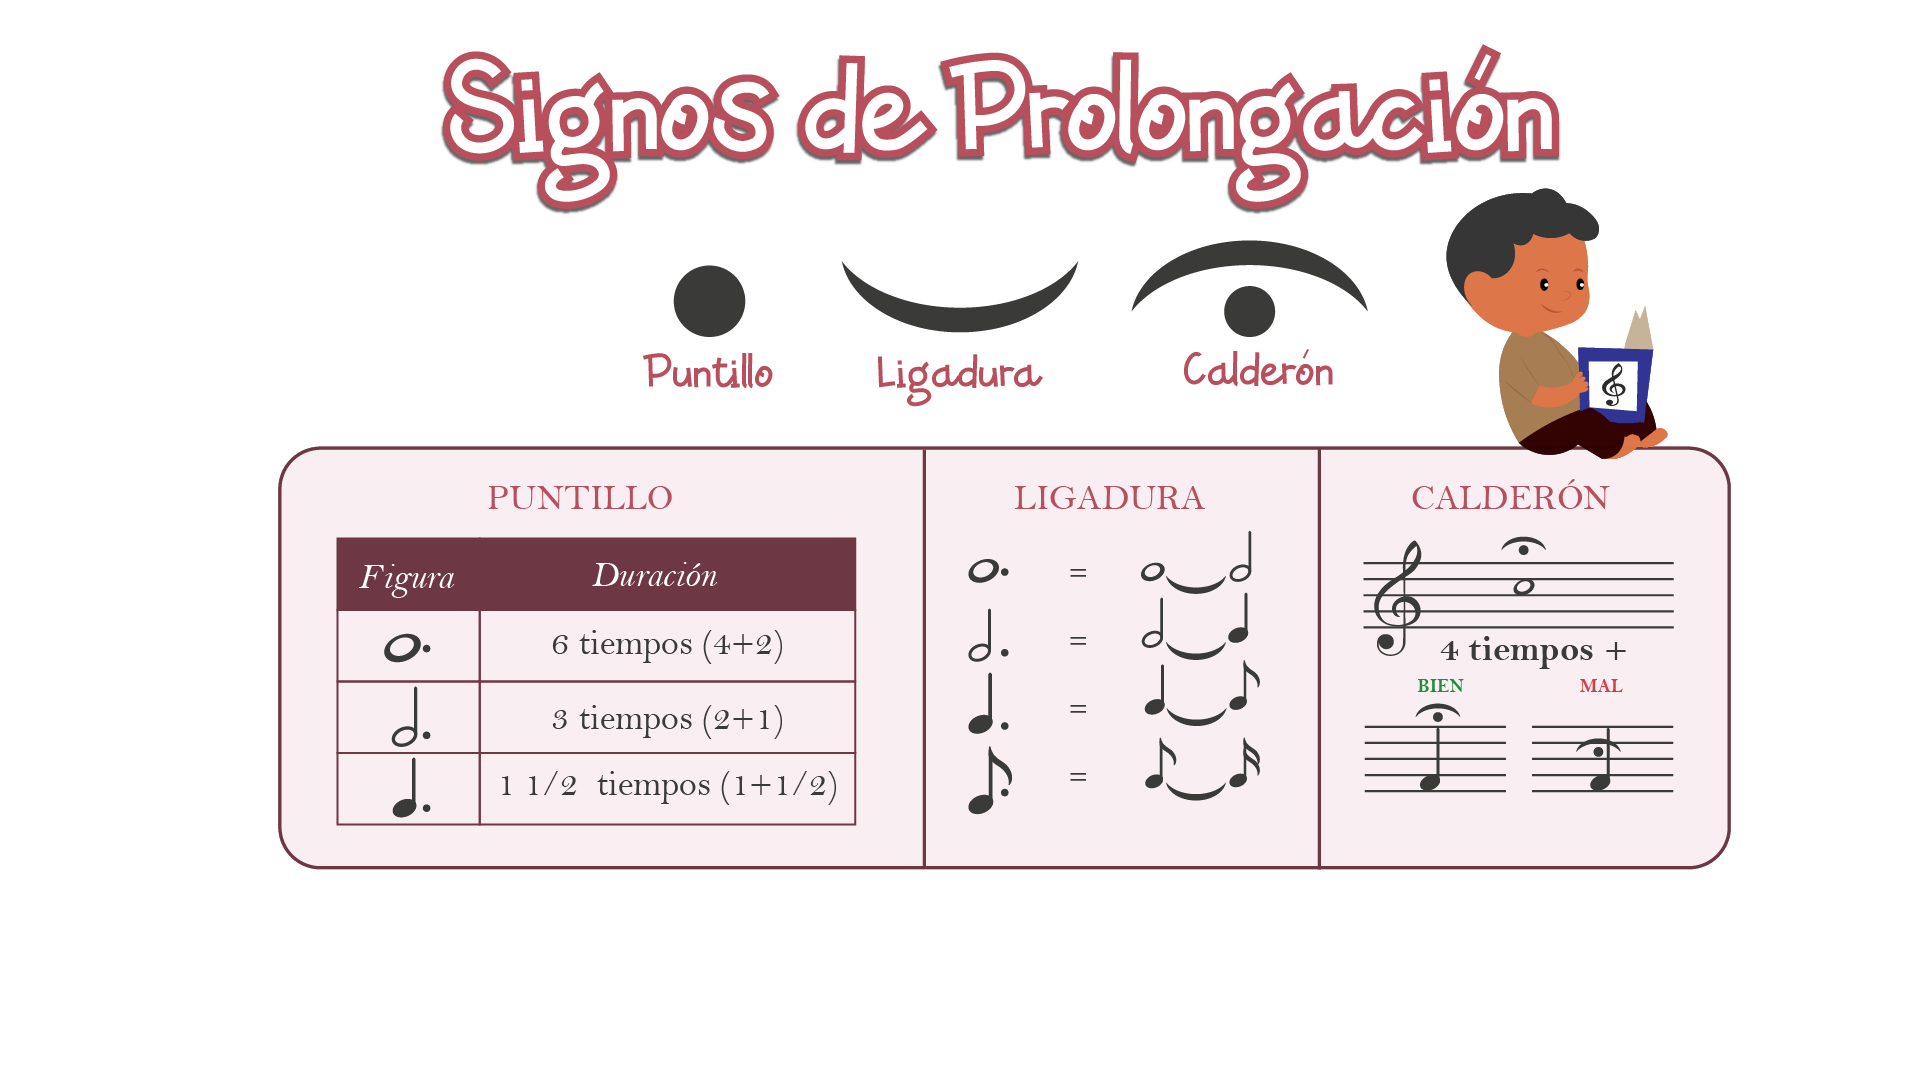 Signos de Prolongación
Puntillo
Ligadura
Calderón
PUNTILLO
Figura
Duración
6 tiempos (4+2)
3 tiempos (2+1)
1 1/2 tiempos (1+1/2)
LIGADURA
=
=
=
=
CALDERÓN
4 tiempos +
BIEN
MAL